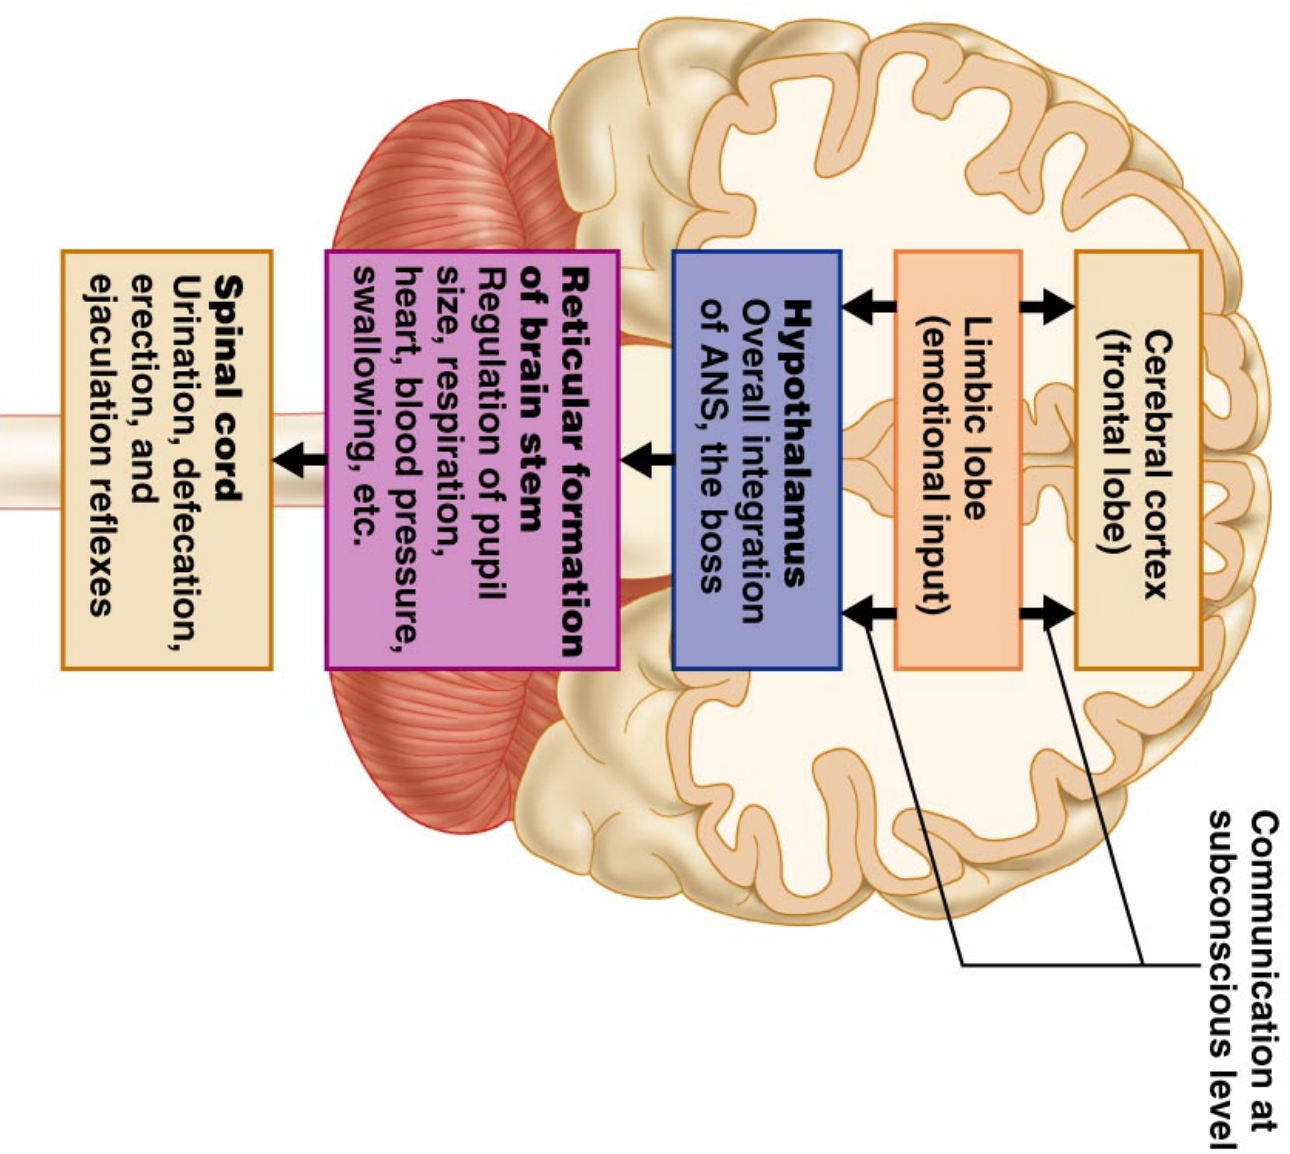 Communication at
subconscious level
Cerebral cortex
(frontal lobe)
Limbic lobe
(emotional input)
Hypothalamus
Overall integration
of ANS, the boss
Reticular formation
of brain stem
Regulation of pupil
size, respiration,
heart, blood pressure,
swallowing, etc.
Spinal cord
Urination, defecation,
erection, and
ejaculation reflexes